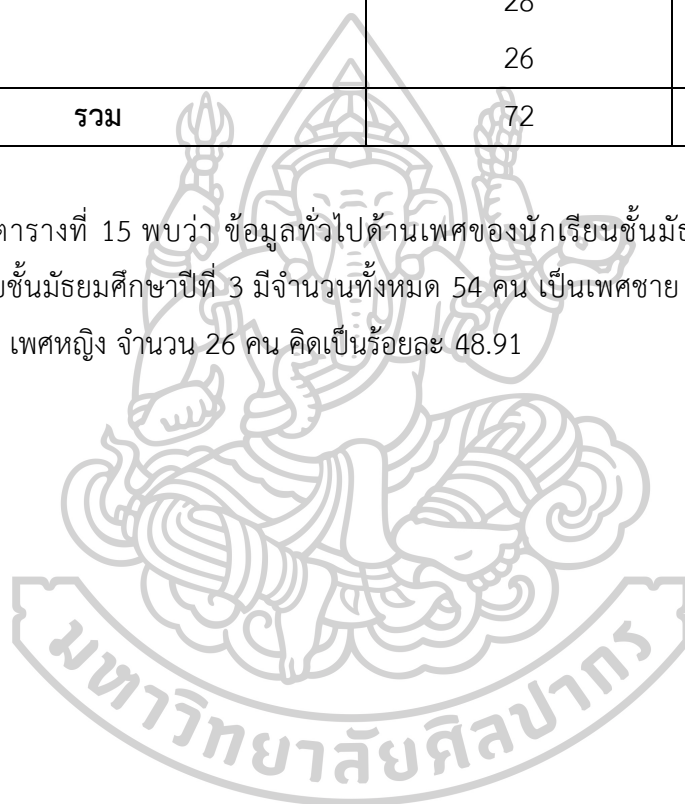 28
26
รวม 72
ตารางที่ 15 พบว่า ข้อมูลทั่วไปด้านเพศของนักเรียนชั้นมัธ
ชั้นมัธยมศึกษาปีที่ 3 มีจำนวนทั้งหมด 54 คน เป็นเพศชาย
เพศหญิง จำนวน 26 คน คิดเป็นร้อยละ 48.91
มหาวิทยาลัยศิลปากร